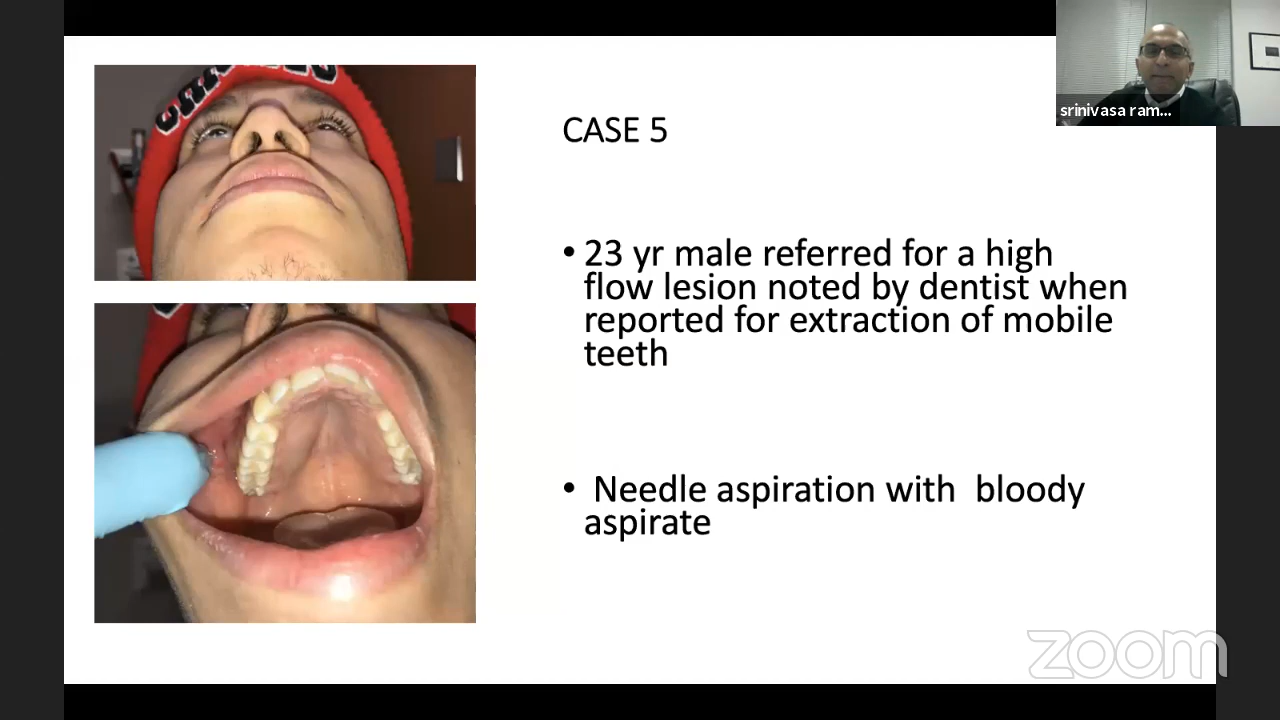 srinivasa ram...
CASE 5
• 23 yr male referred for a high
flow lesion noted by dentist when
reported for extraction of mobile
teeth
• Needle aspiration with bloody
aspirate
zoom